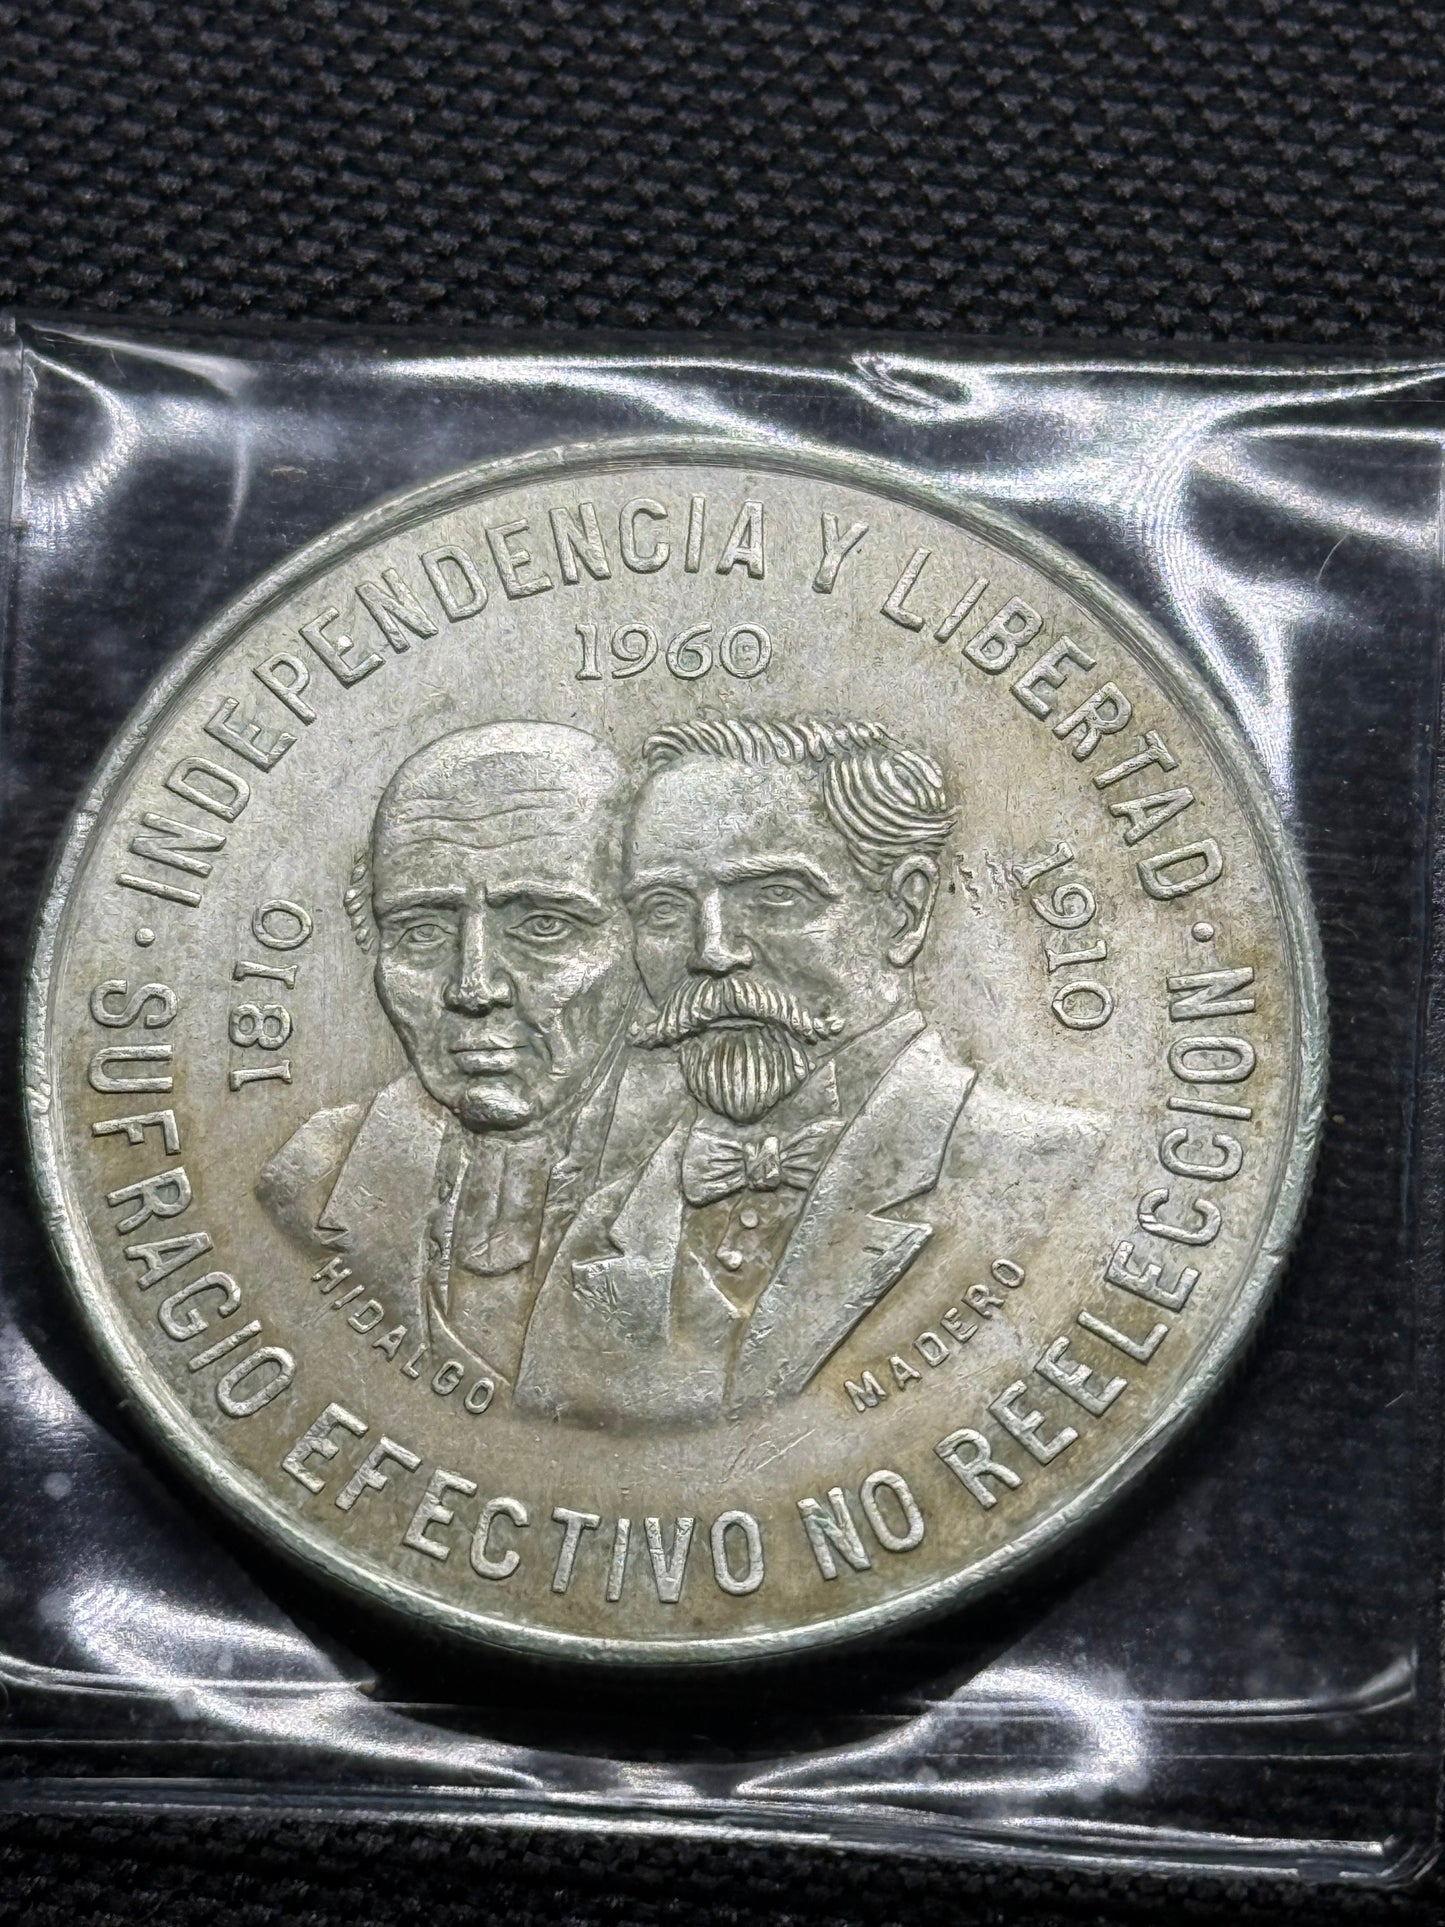 · INDEPENDENCIA Y LIBERTAD ·
1960
1810
1910
HIDALGO
MADERO
SUFRAGIO EFECTIVO NO REELECCION